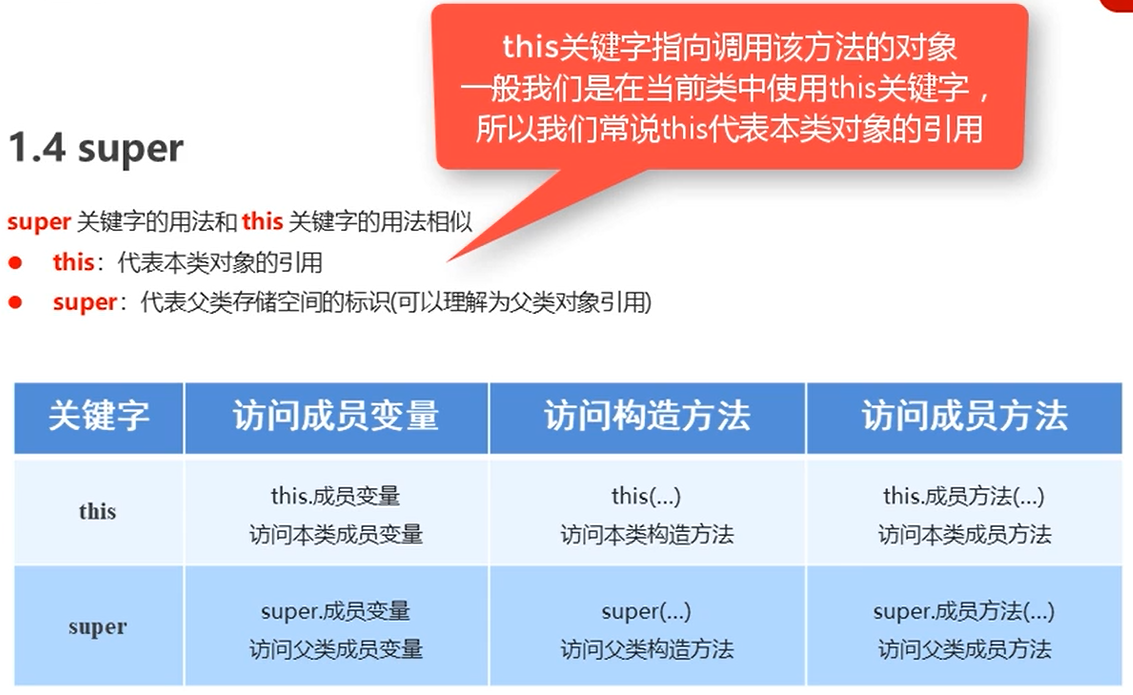 this关键字指向调用该方法的对象
一般我们是在当前类中使用this关键字，
所以我们常说this代表本类对象的引用
1.4 super
super 关键字的用法和 this 关键字的用法相似
● this：代表本类对象的引用
● super：代表父类存储空间的标识(可以理解为父类对象引用)
关键字 访问成员变量 访问构造方法 访问成员方法
this.成员变量 this(...) this.成员方法(...)
this
访问本类成员变量 访问本类构造方法 访问本类成员方法
super.成员变量 super(...) super.成员方法(...)
super
访问父类成员变量 访问父类构造方法 访问父类成员方法